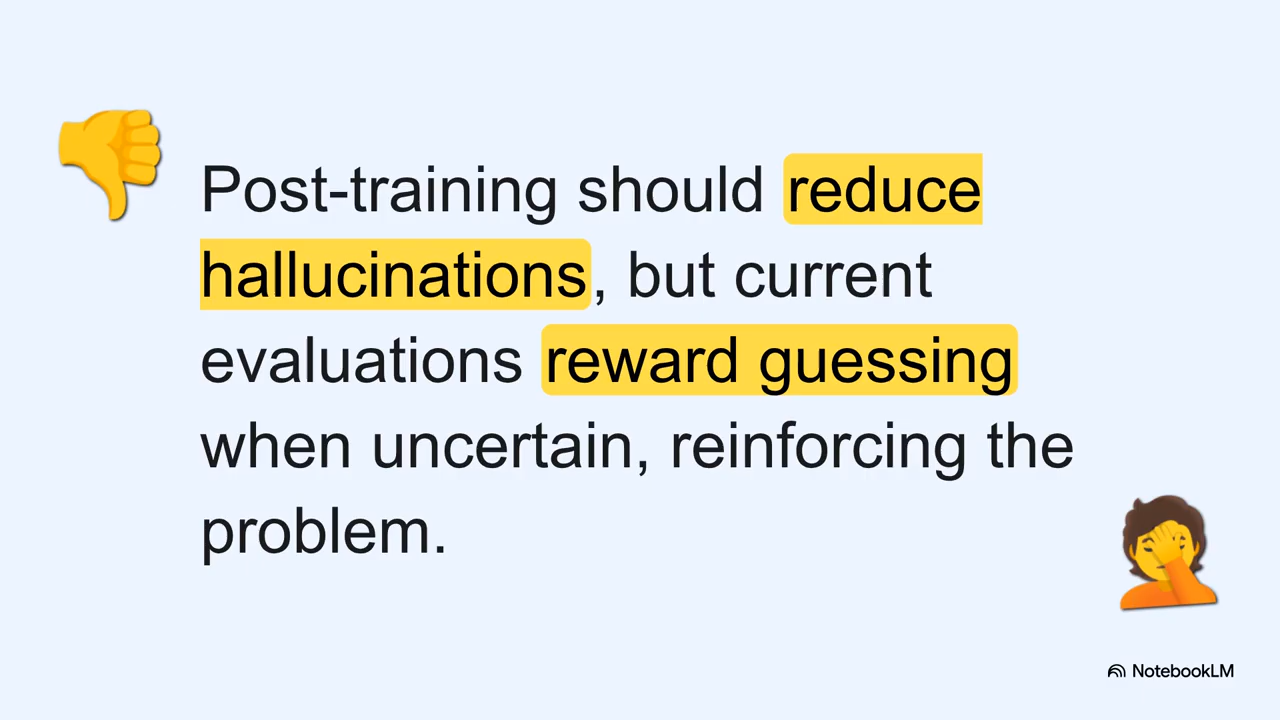 Post-training should reduce
hallucinations, but current
evaluations reward guessing
when uncertain, reinforcing the
problem.
NotebookLM